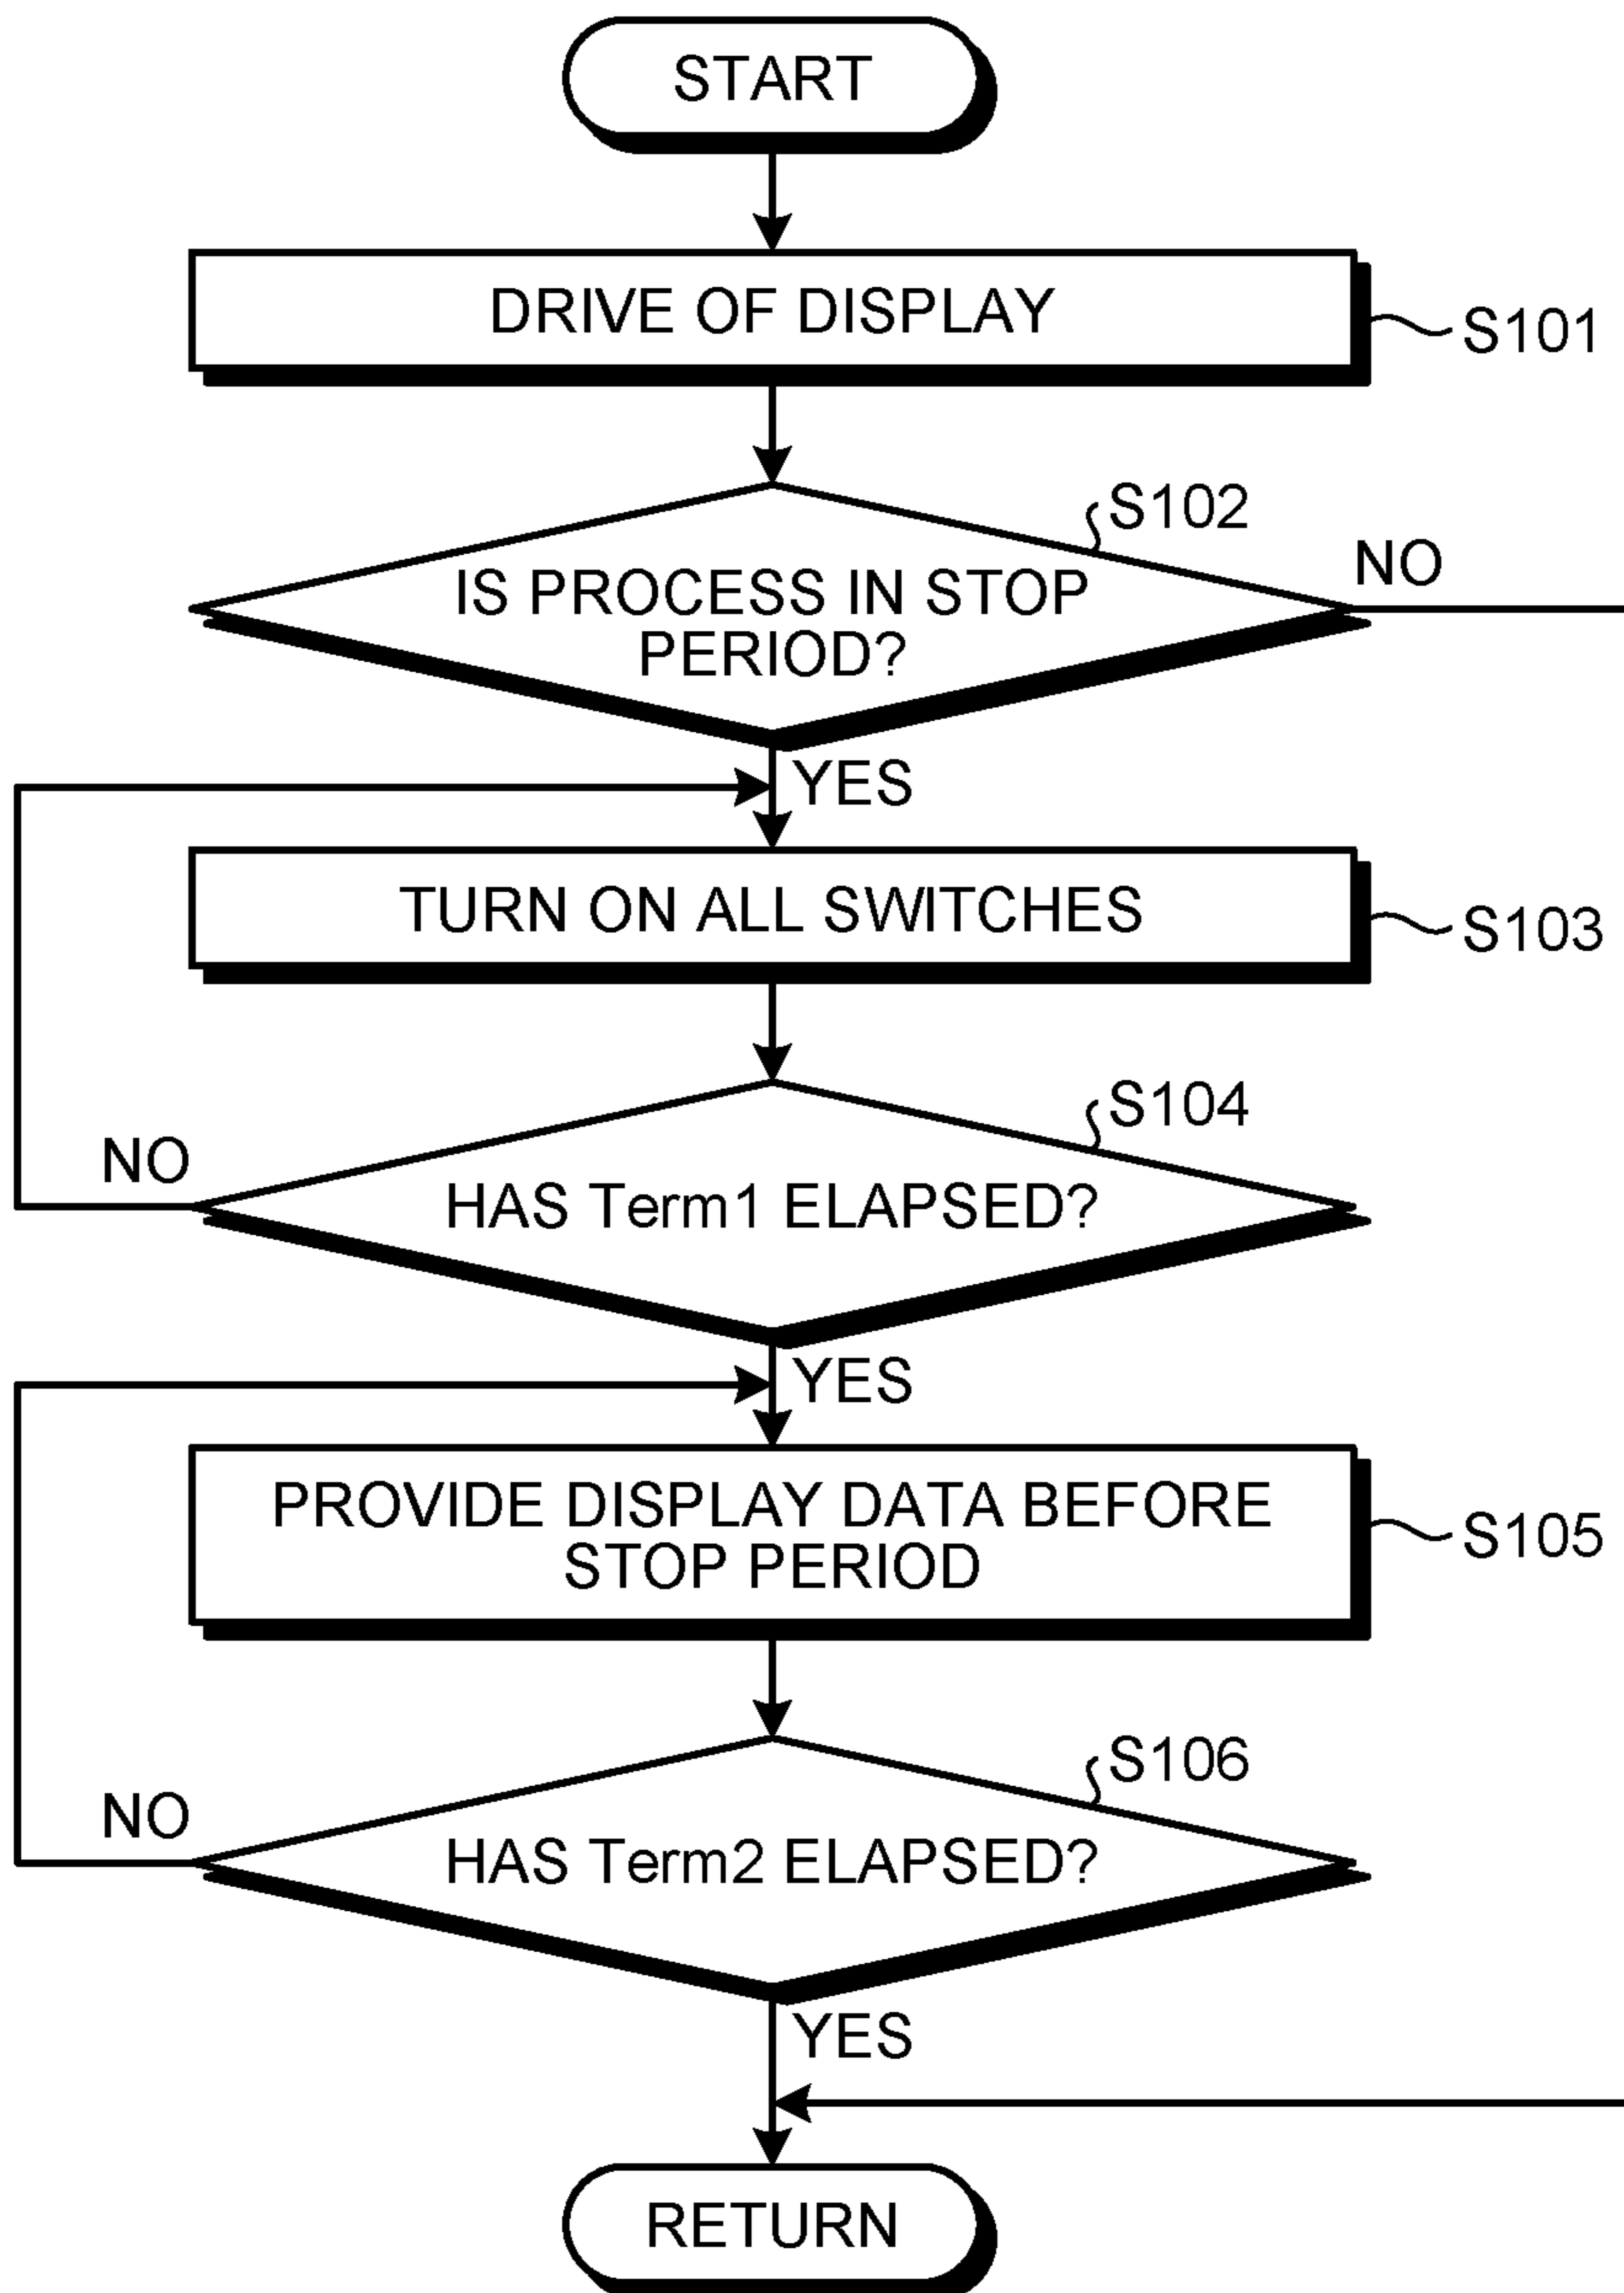 START
DRIVE OF DISPLAY
S101
S102
NO
IS PROCESS IN STOP
PERIOD?
YES
TURN ON ALL SWITCHES
S103
S104
NO
HAS Term1 ELAPSED?
YES
PROVIDE DISPLAY DATA BEFORE
STOP PERIOD
S105
S106
NO
HAS Term2 ELAPSED?
YES
RETURN